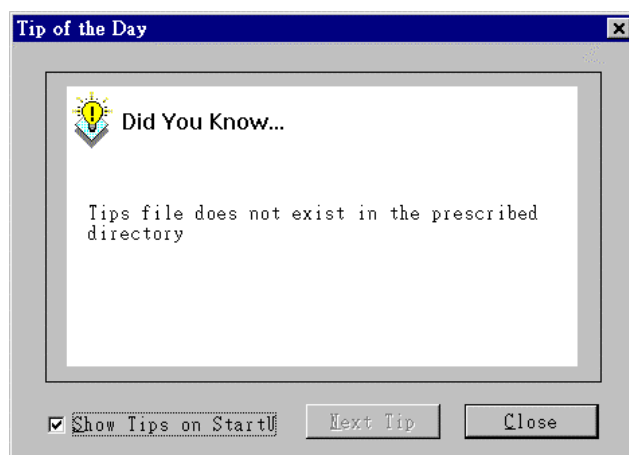 Tip of the Day
Did You Know...
Tips file does not exist in the prescribed
directory
Show Tips on StartU
Next Tip
Close